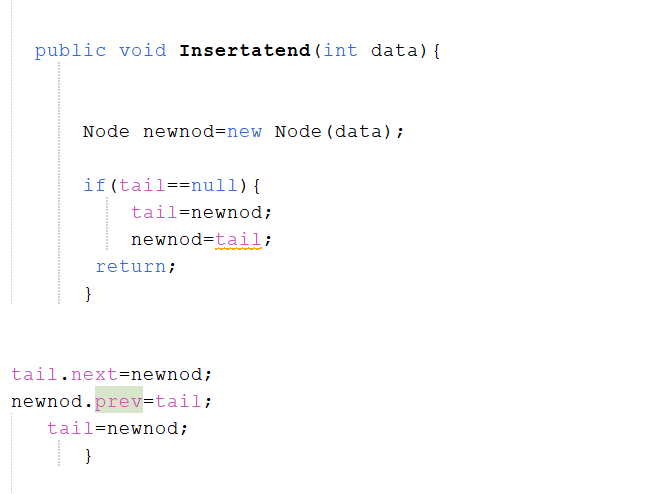 public void Insertatend(int data){
Node newnod=new Node(data);
if(tail==null){
tail=newnod;
newnod=tail;
return;
}
tail.next=newnod;
newnod.prev=tail;
tail=newnod;
}